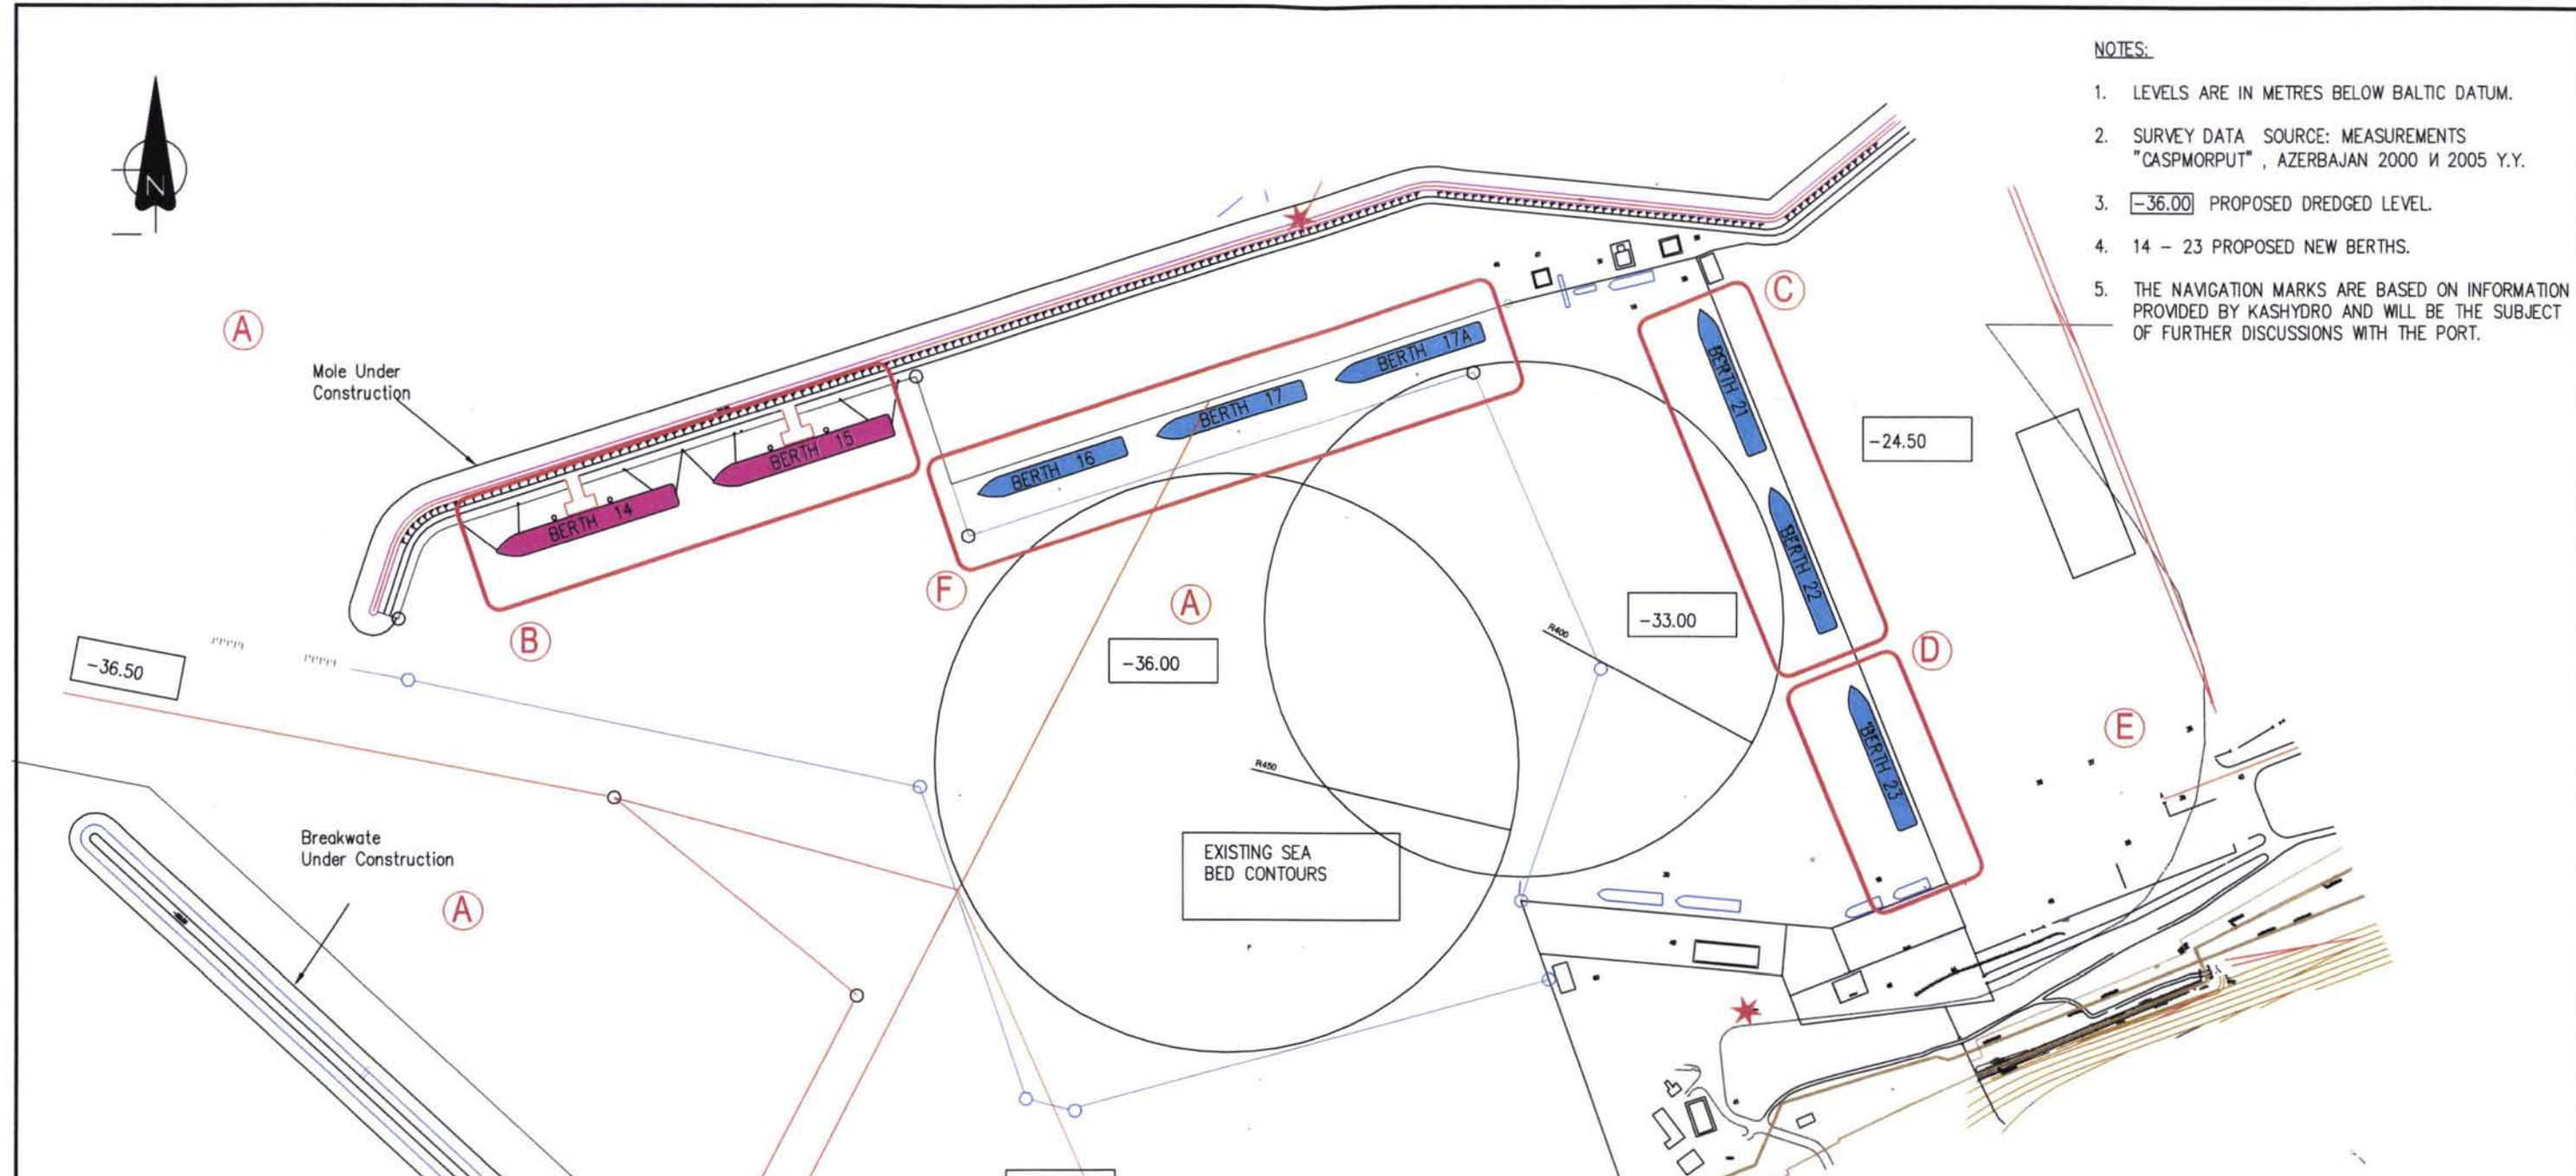 NOTES:
1. LEVELS ARE IN METRES BELOW BALTIC DATUM.
2. SURVEY DATA SOURCE: MEASUREMENTS
"CASPMORPUT" , AZERBAJAN 2000 И 2005 Y.Y.
3. -36.00 PROPOSED DREDGED LEVEL.
4. 14 – 23 PROPOSED NEW BERTHS.
5. THE NAVIGATION MARKS ARE BASED ON INFORMATION
PROVIDED BY KASHYDRO AND WILL BE THE SUBJECT
OF FURTHER DISCUSSIONS WITH THE PORT.
N
A
Mole Under
Construction
C
BERTH 17A
BERTH 17
BERTH 16
BERTH 15
BERTH 14
BERTH 21
BERTH 22
-24.50
F
A
B
-33.00
R400
D
-36.50
-36.00
BERTH 23
E
R450
Breakwate
Under Construction
EXISTING SEA
BED CONTOURS
A